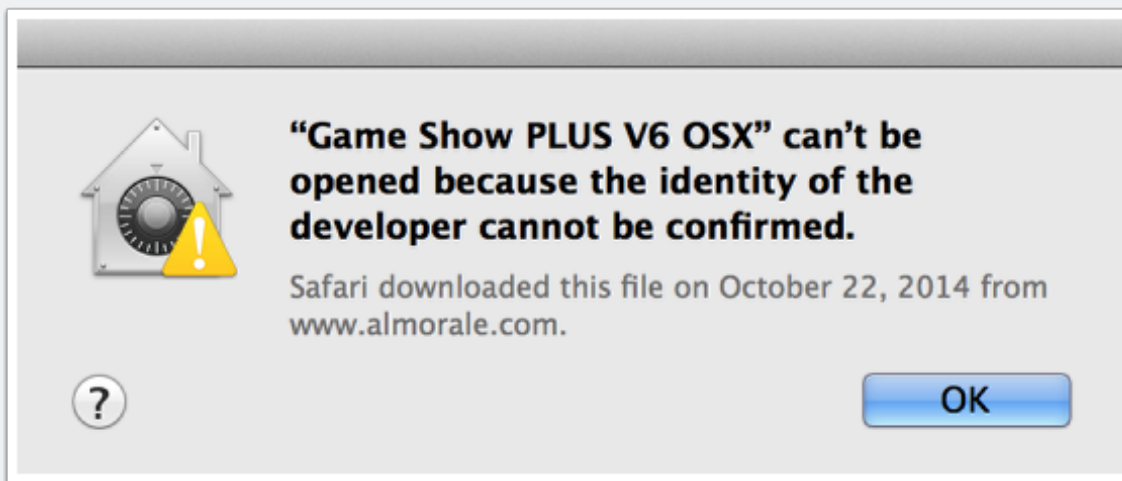 “Game Show PLUS V6 OSX” can’t be
opened because the identity of the
developer cannot be confirmed.
Safari downloaded this file on October 22, 2014 from
www.almorale.com.
?
OK